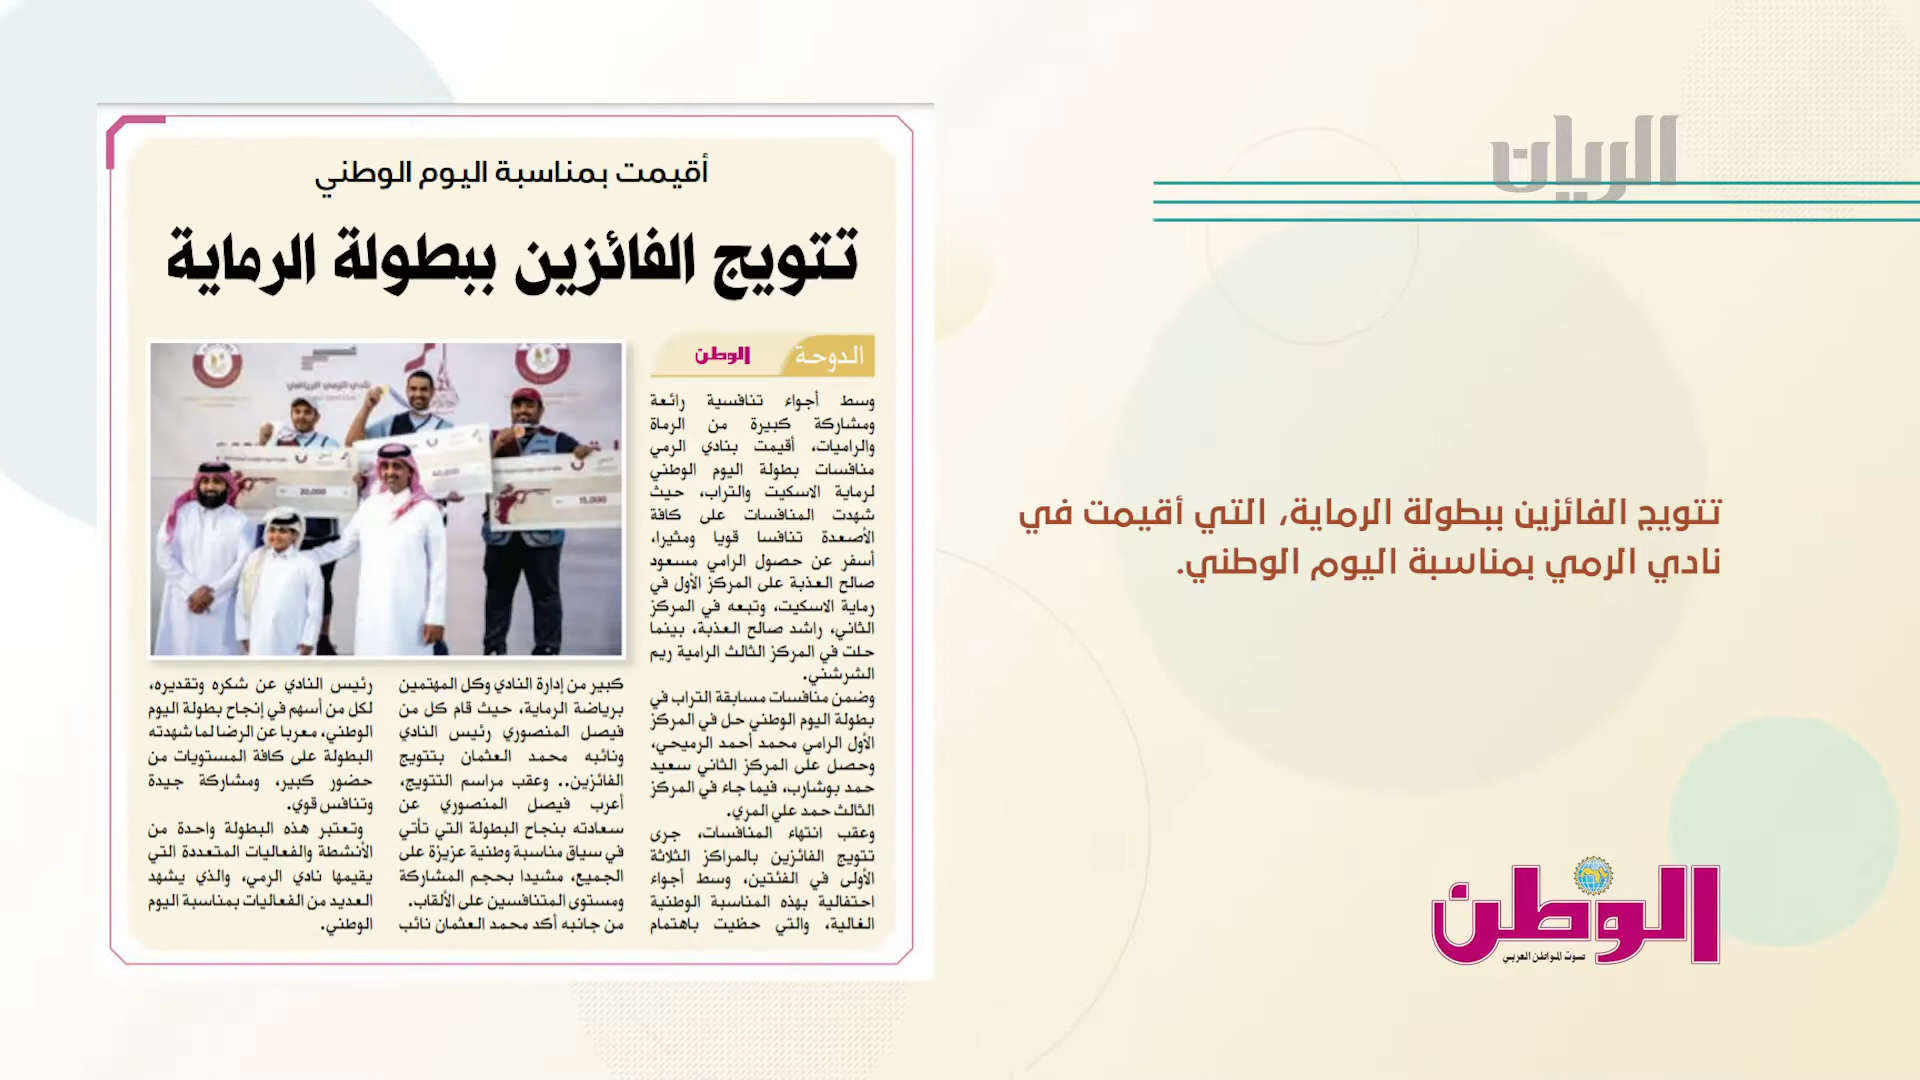 الريان
أقيمت بمناسبة اليوم الوطني
تتويج الفائزين ببطولة الرماية
الدوحة
الوطن
وسط أجواء تنافسية رائعة
ومشاركة كبيرة من الرماة
والراميات، أقيمت بنادي الرمي
منافسات بطولة اليوم الوطني
لرماية الاسكيت والتراب، حيث
شهدت المنافسات على كافة
الأصعدة تنافسا قويا ومثيرا،
أسفر عن حصول الرامي مسعود
صالح العذبة على المركز الأول في
رماية الاسكيت، وتبعه في المركز
الثاني، راشد صالح العذبة، بينما
حلت في المركز الثالث الرامية ريم
الشرشني.
وضمن منافسات مسابقة التراب في
بطولة اليوم الوطني حل في المركز
الأول الرامي محمد أحمد الرميحي،
وحصل على المركز الثاني سعيد
حمد بوشارب، فيما جاء في المركز
الثالث حمد علي المري.
وعقب انتهاء المنافسات، جرى
تتويج الفائزين بالمراكز الثلاثة
الأولى في الفئتين، وسط أجواء
احتفالية بهذه المناسبة الوطنية
الغالية، والتي حظيت باهتمام
كبير من إدارة النادي وكل المهتمين
برياضة الرماية، حيث قام كل من
فيصل المنصوري رئيس النادي
ونائبه محمد العثمان بتتويج
الفائزين.. وعقب مراسم التتويج،
أعرب فيصل المنصوري عن
سعادته بنجاح البطولة التي تأتي
في سياق مناسبة وطنية عزيزة على
الجميع، مشيدا بحجم المشاركة
ومستوى المتنافسين على الألقاب.
من جانبه أكد محمد العثمان نائب
رئيس النادي عن شكره وتقديره،
لكل من أسهم في إنجاح بطولة اليوم
الوطني، معربا عن الرضا لما شهدته
البطولة على كافة المستويات من
حضور كبير، ومشاركة جيدة
وتنافس قوي.
وتعتبر هذه البطولة واحدة من
الأنشطة والفعاليات المتعددة التي
يقيمها نادي الرمي، والذي يشهد
العديد من الفعاليات بمناسبة اليوم
الوطني.
نادي الرمي الرياضي
20,000
40,000
15,000
تتويج الفائزين ببطولة الرماية، التي أقيمت في
نادي الرمي بمناسبة اليوم الوطني.
الوطن
صوت المواطن العربي